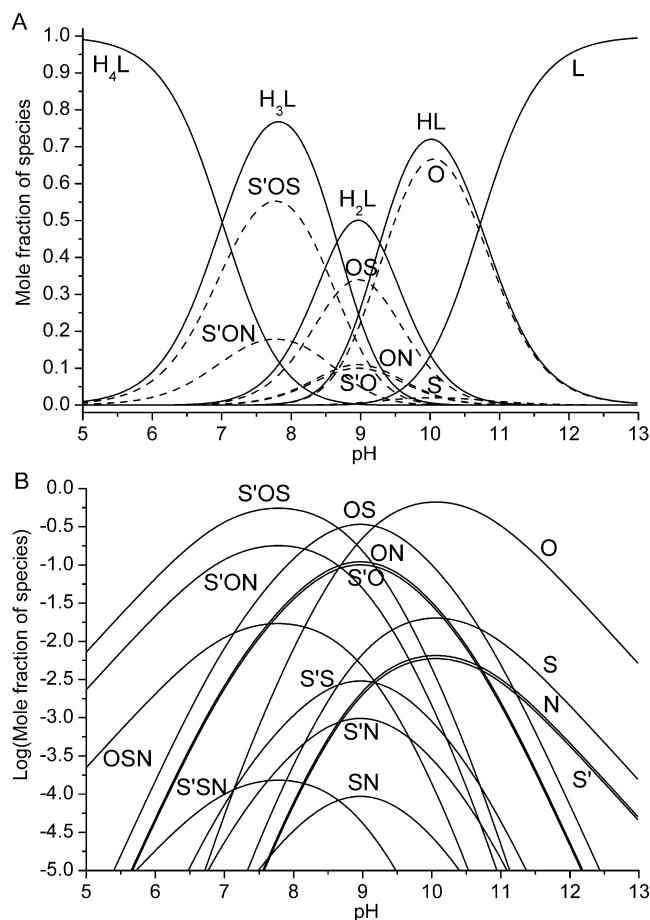 A
1.0
0.9
0.8
0.7
0.6
0.5
0.4
0.3
0.2
0.1
0.0
Mole fraction of species
H4L
H3L
H2L
HL
L
S'OS
OS
O
S'ON
ON
S'O
S
5 6 7 8 9 10 11 12 13
pH
B
0.0
-0.5
-1.0
-1.5
-2.0
-2.5
-3.0
-3.5
-4.0
-4.5
-5.0
Log(Mole fraction of species)
S'OS
OS
O
S'ON
ON
S'O
S
S'S
N
S'N
OSN
S'SN
SN
S'
5 6 7 8 9 10 11 12 13
pH